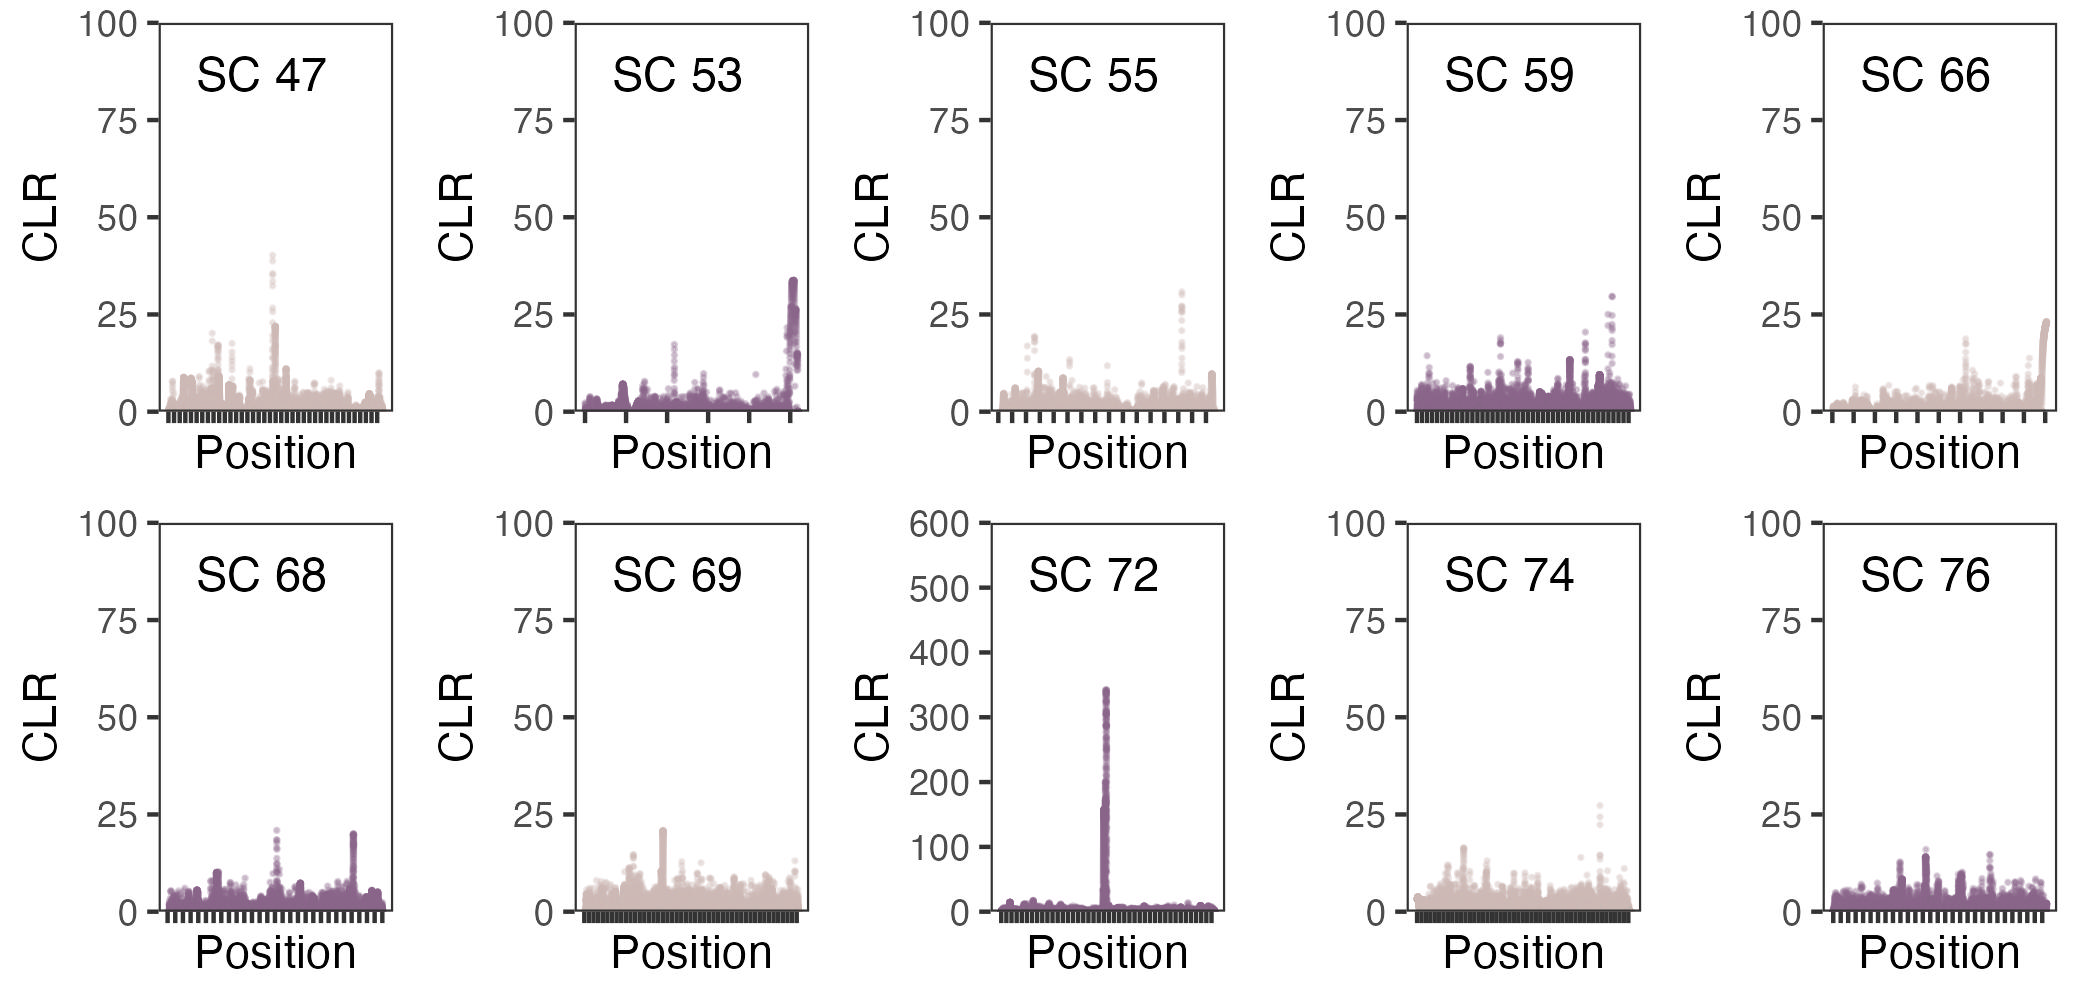 100 100 100 100 100
SC 47 SC 53 SC 55 SC 59 SC 66
75 75 75 75 75
CLR CLR CLR CLR CLR
50 50 50 50 50
25 25 25 25 25
0 0 0 0 0
Position Position Position Position Position
100 100 600 100 100
SC 68 SC 69 SC 72 SC 74 SC 76
75 75 500 75 75
400
CLR CLR CLR CLR CLR
50 50 300 50 50
200
25 25 100 25 25
0 0 0 0 0
Position Position Position Position Position